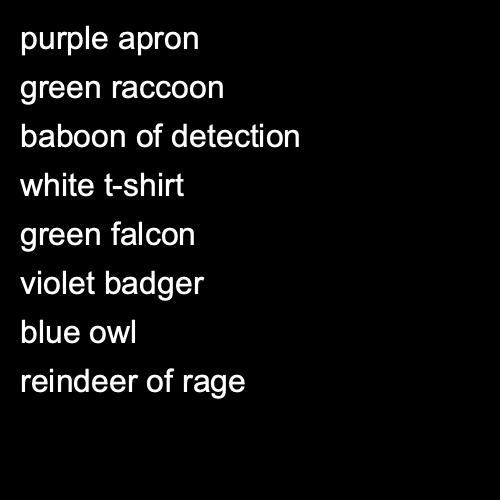 purple apron
green raccoon
baboon of detection
white t-shirt
green falcon
violet badger
blue owl
reindeer of rage